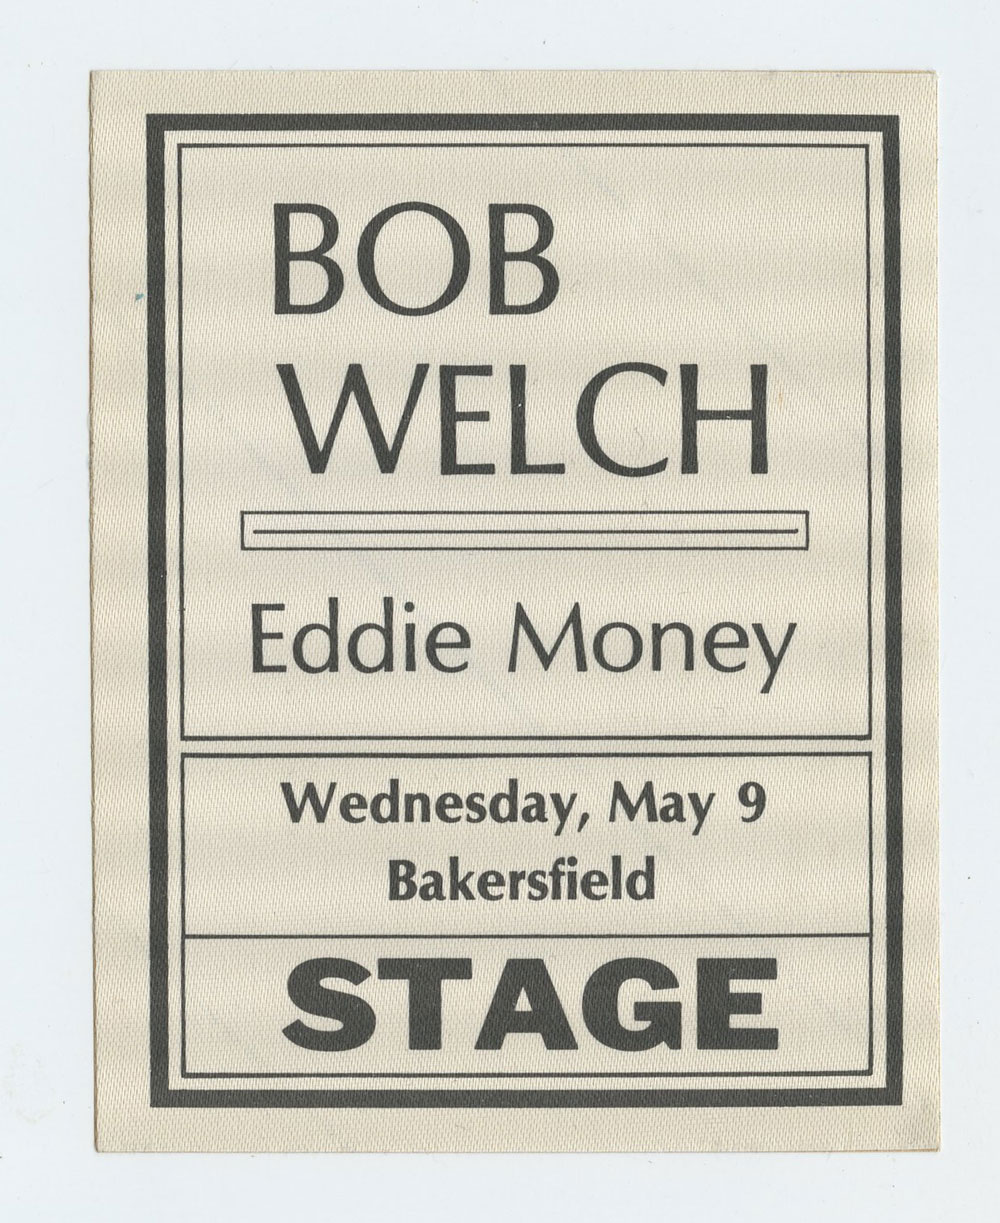 BOB
WELCH
Eddie Money
Wednesday, May 9
Bakersfield
STAGE